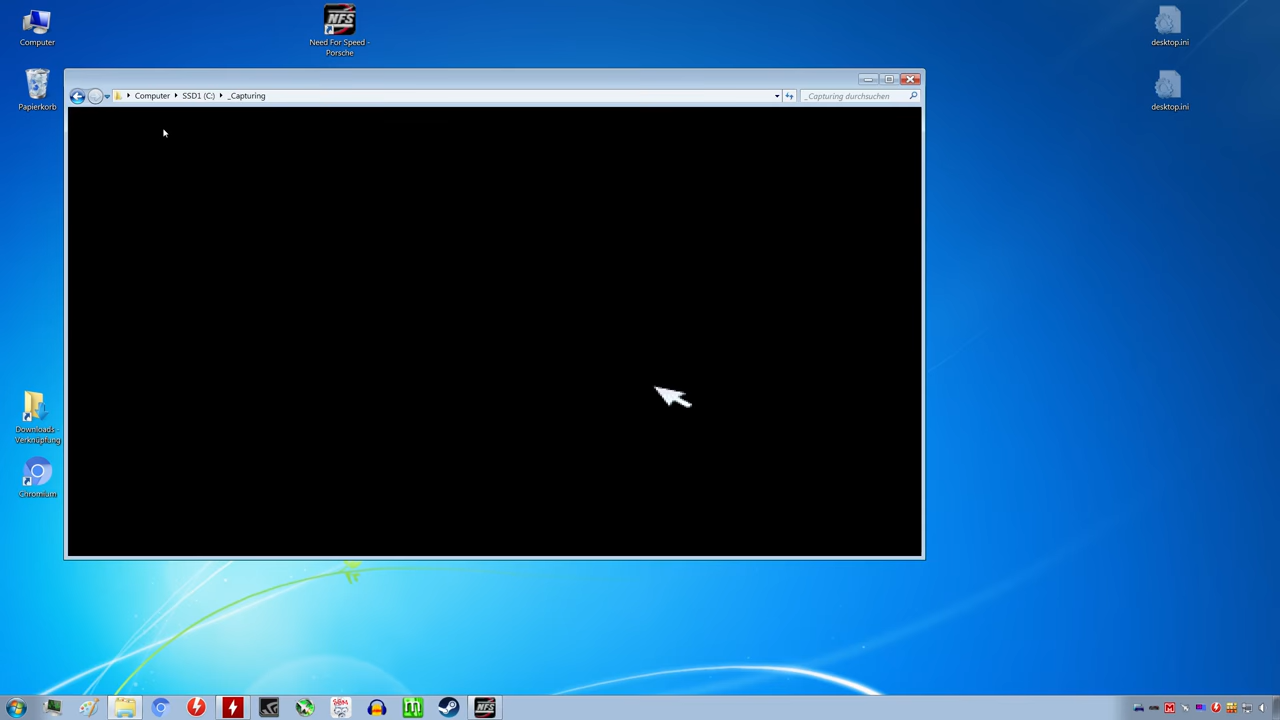 Computer
NFS
Need For Speed -
Porsche
desktop.ini
Papierkorb
desktop.ini
Computer
SSD1 (C:)
_Capturing
_Capturing durchsuchen
Downloads -
Verknüpfung
Chromium
NFS